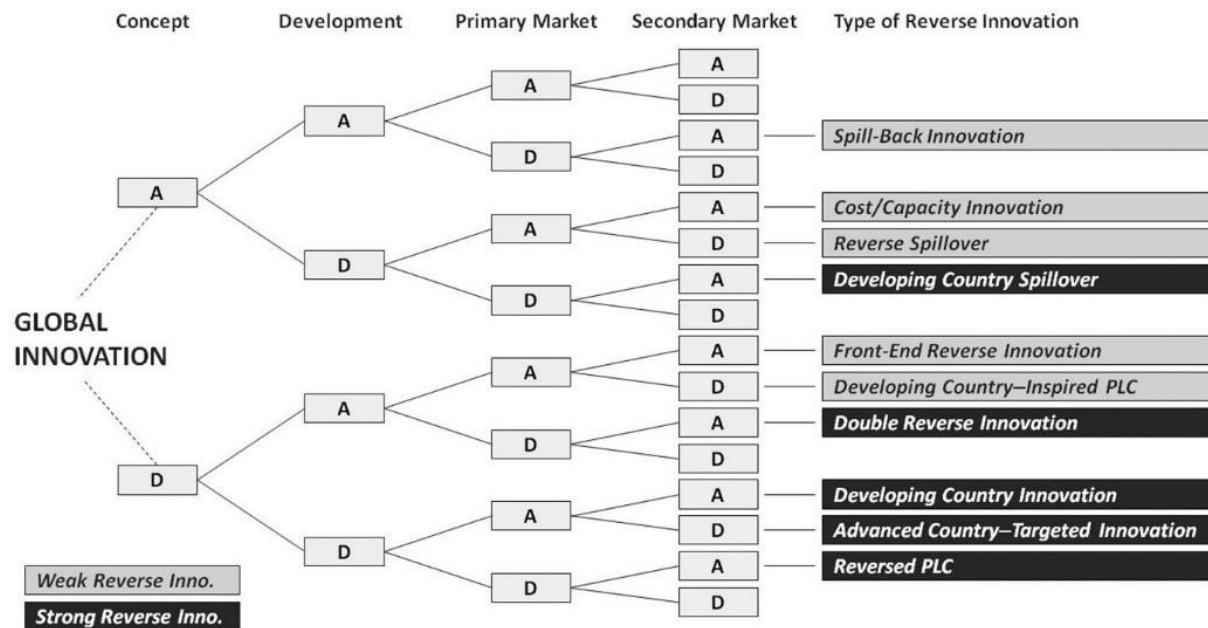 Concept Development Primary Market Secondary Market Type of Reverse Innovation
A
A
D
A
A Spill-Back Innovation
D
D
A
A Cost/Capacity Innovation
A
D Reverse Spillover
D
A Developing Country Spillover
D
D
GLOBAL
INNOVATION
A Front-End Reverse Innovation
A
D Developing Country–Inspired PLC
A
A Double Reverse Innovation
D
D
D
A Developing Country Innovation
A
D Advanced Country–Targeted Innovation
D
A Reversed PLC
D
D
Weak Reverse Inno.
Strong Reverse Inno.